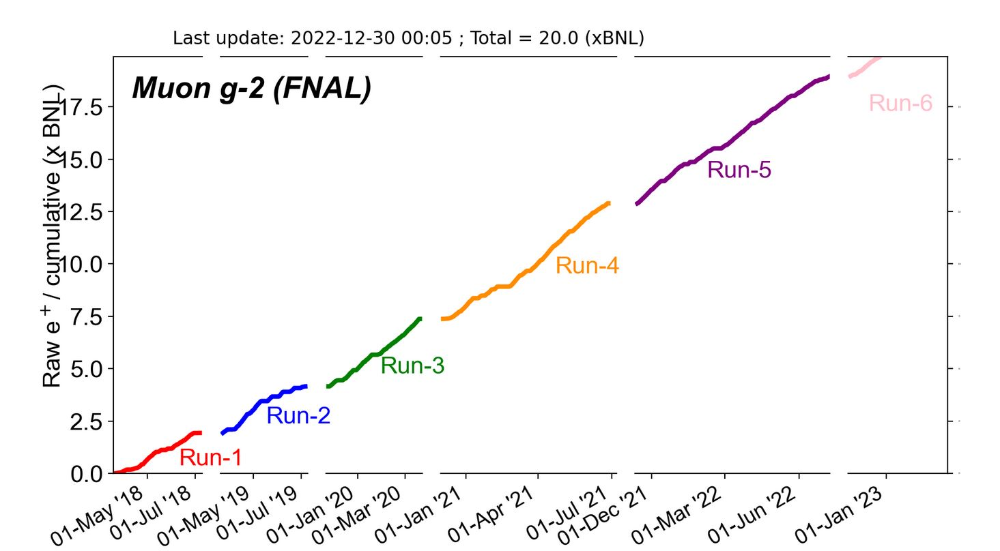 Last update: 2022-12-30 00:05 ; Total = 20.0 (xBNL)
Muon g-2 (FNAL)
Raw e+ / cumulative (x BNL)
17.5
15.0
12.5
10.0
7.5
5.0
2.5
0.0
Run-1
Run-2
Run-3
Run-4
Run-5
Run-6
01-May '18
01-Jul '18
01-May '19
01-Jul '19
01-Jan '20
01-Mar '20
01-Jan '21
01-Apr '21
01-Jul '21
01-Dec '21
01-Mar '22
01-Jun '22
01-Jan '23